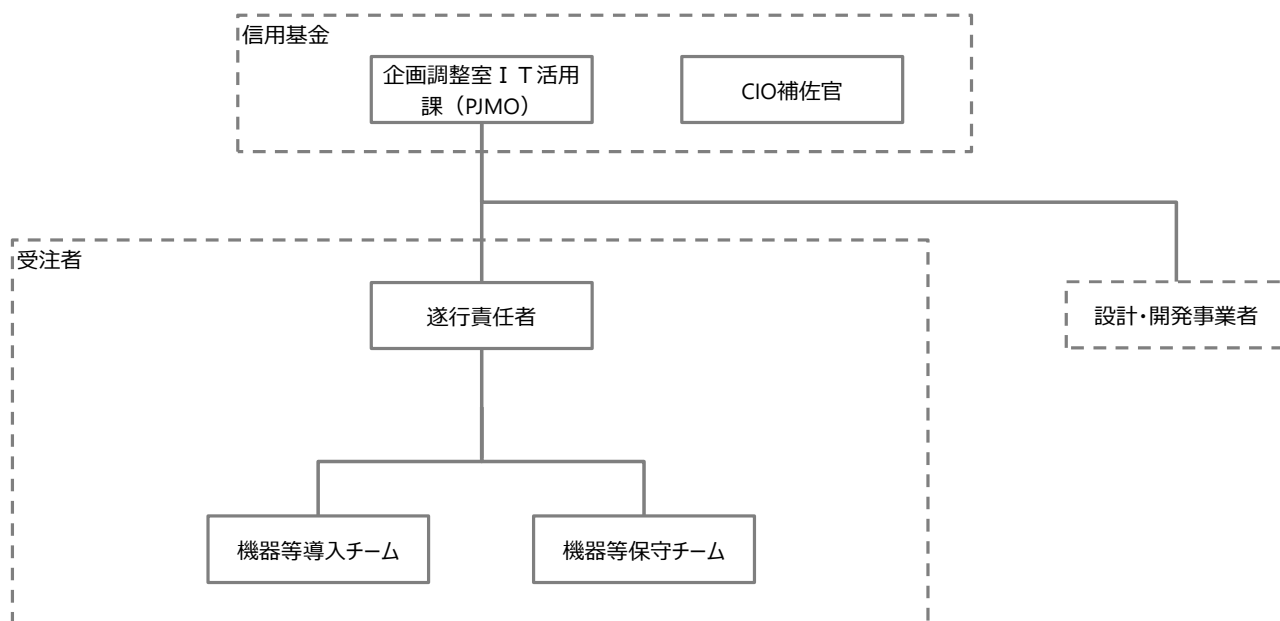 信用基金
企画調整室ＩＴ活用
課（PJMO）
CIO補佐官
受注者
遂行責任者
設計・開発事業者
機器等導入チーム
機器等保守チーム